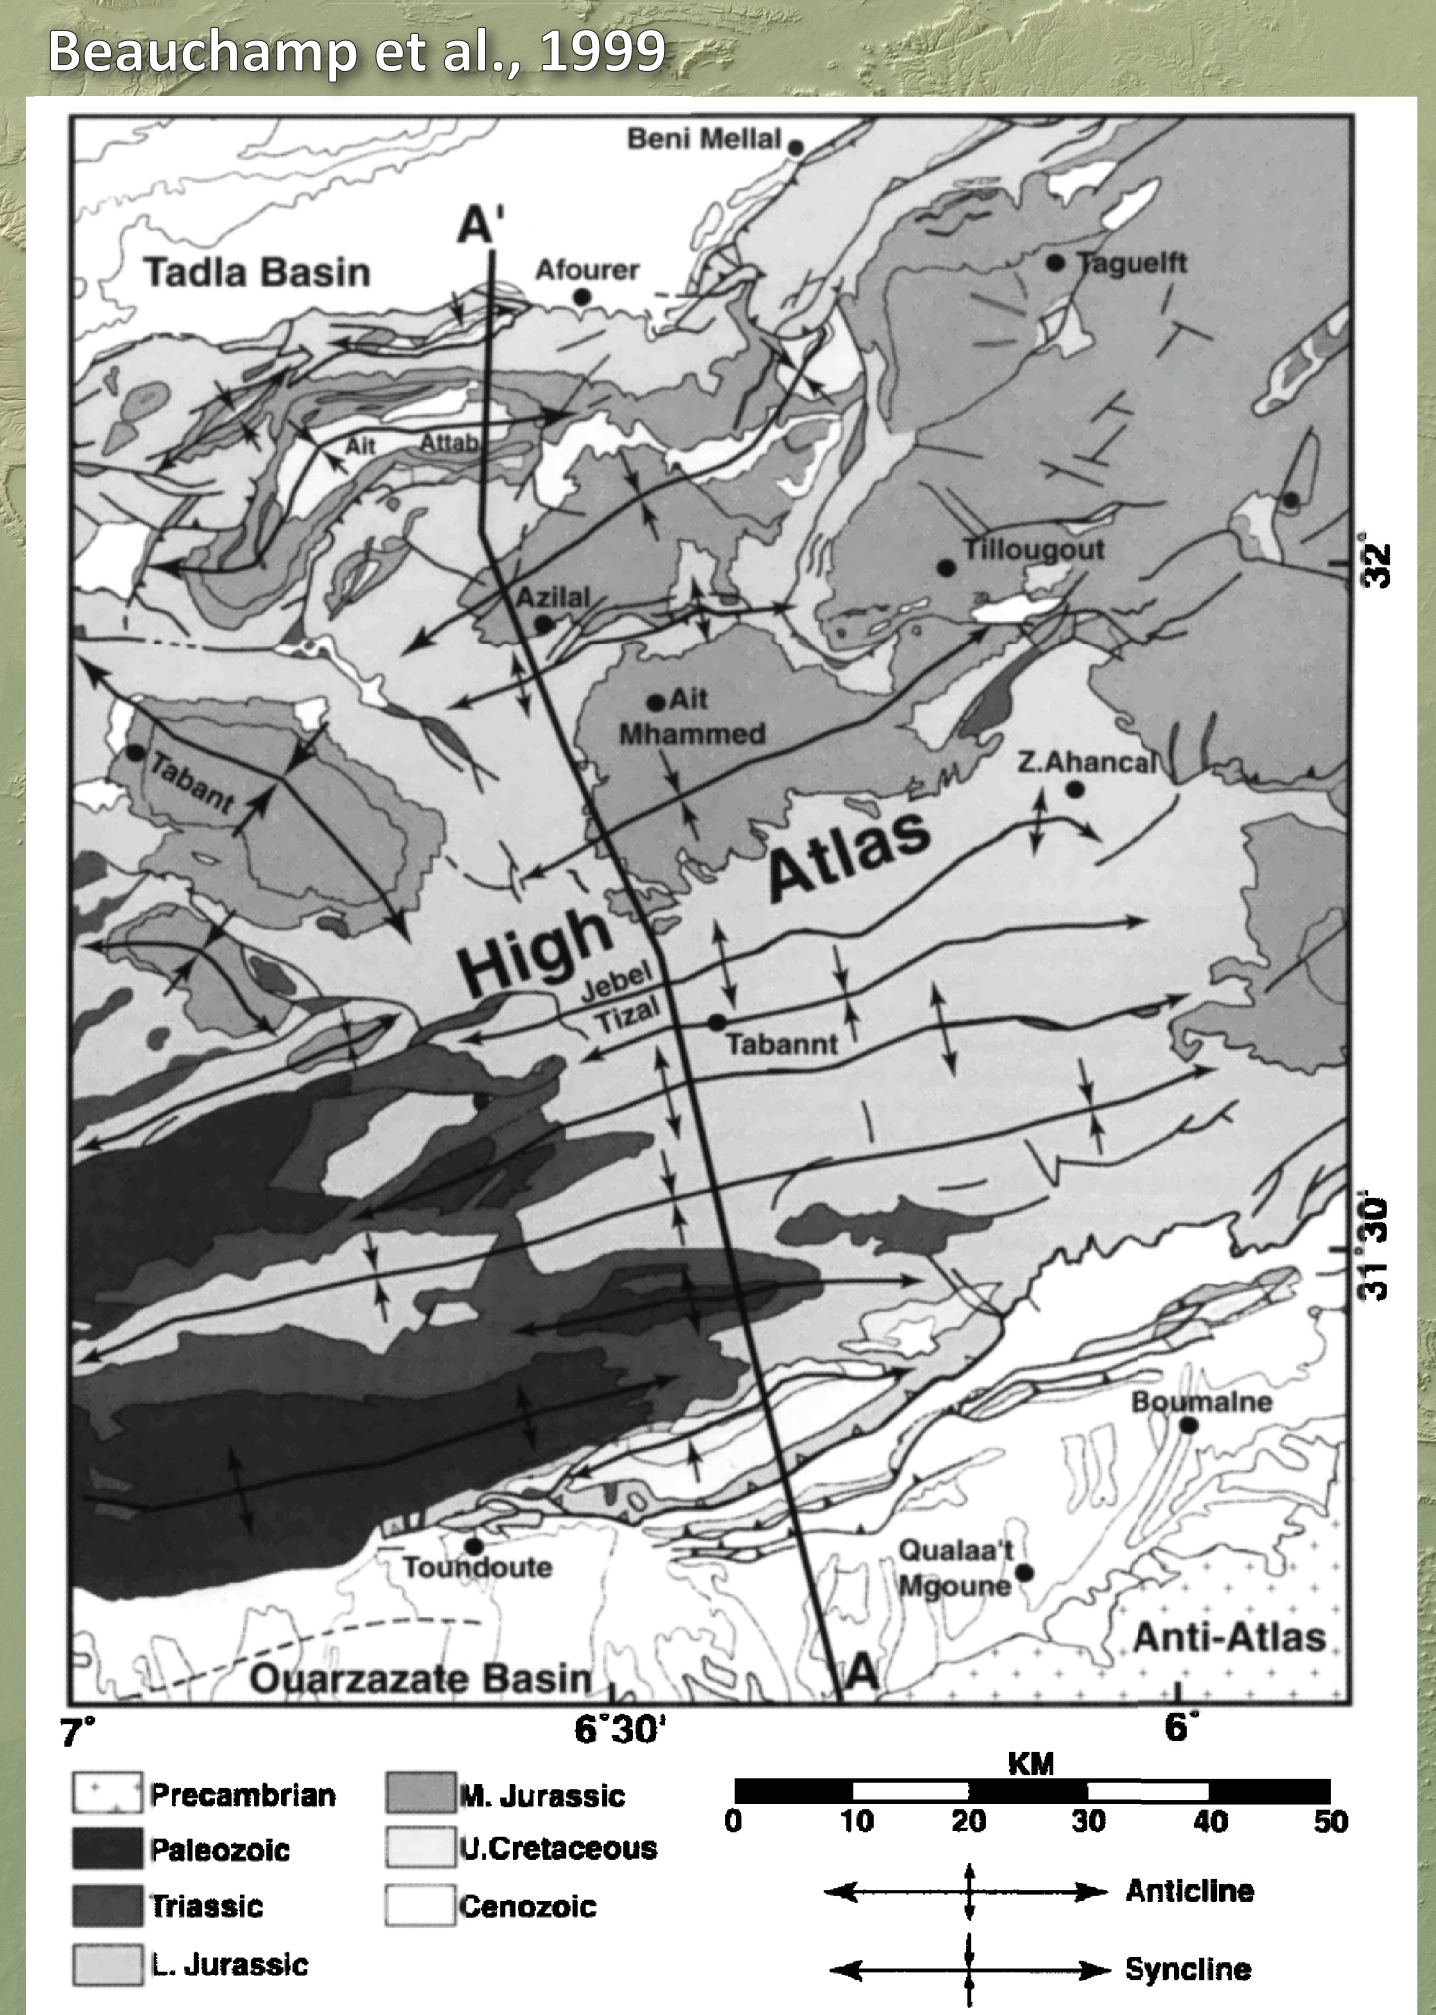 Beauchamp et al., 1999
Beni Mellal
A'
Tadla Basin
Afourer
Taguelft
Ait Attab
32°
Tillougout
Azilal
Ait
Mhammed
Tabant
Z.Ahancal
High Atlas
Jebel
Tizal
Tabannt
31°30'
Boumalne
Toundoute
Qualaa't
Mgoune
Anti-Atlas
Ouarzazate Basin
A
7° 6°30' 6°
KM
0 10 20 30 40 50
Precambrian
Paleozoic
Triassic
L. Jurassic
M. Jurassic
U.Cretaceous
Cenozoic
Anticline
Syncline